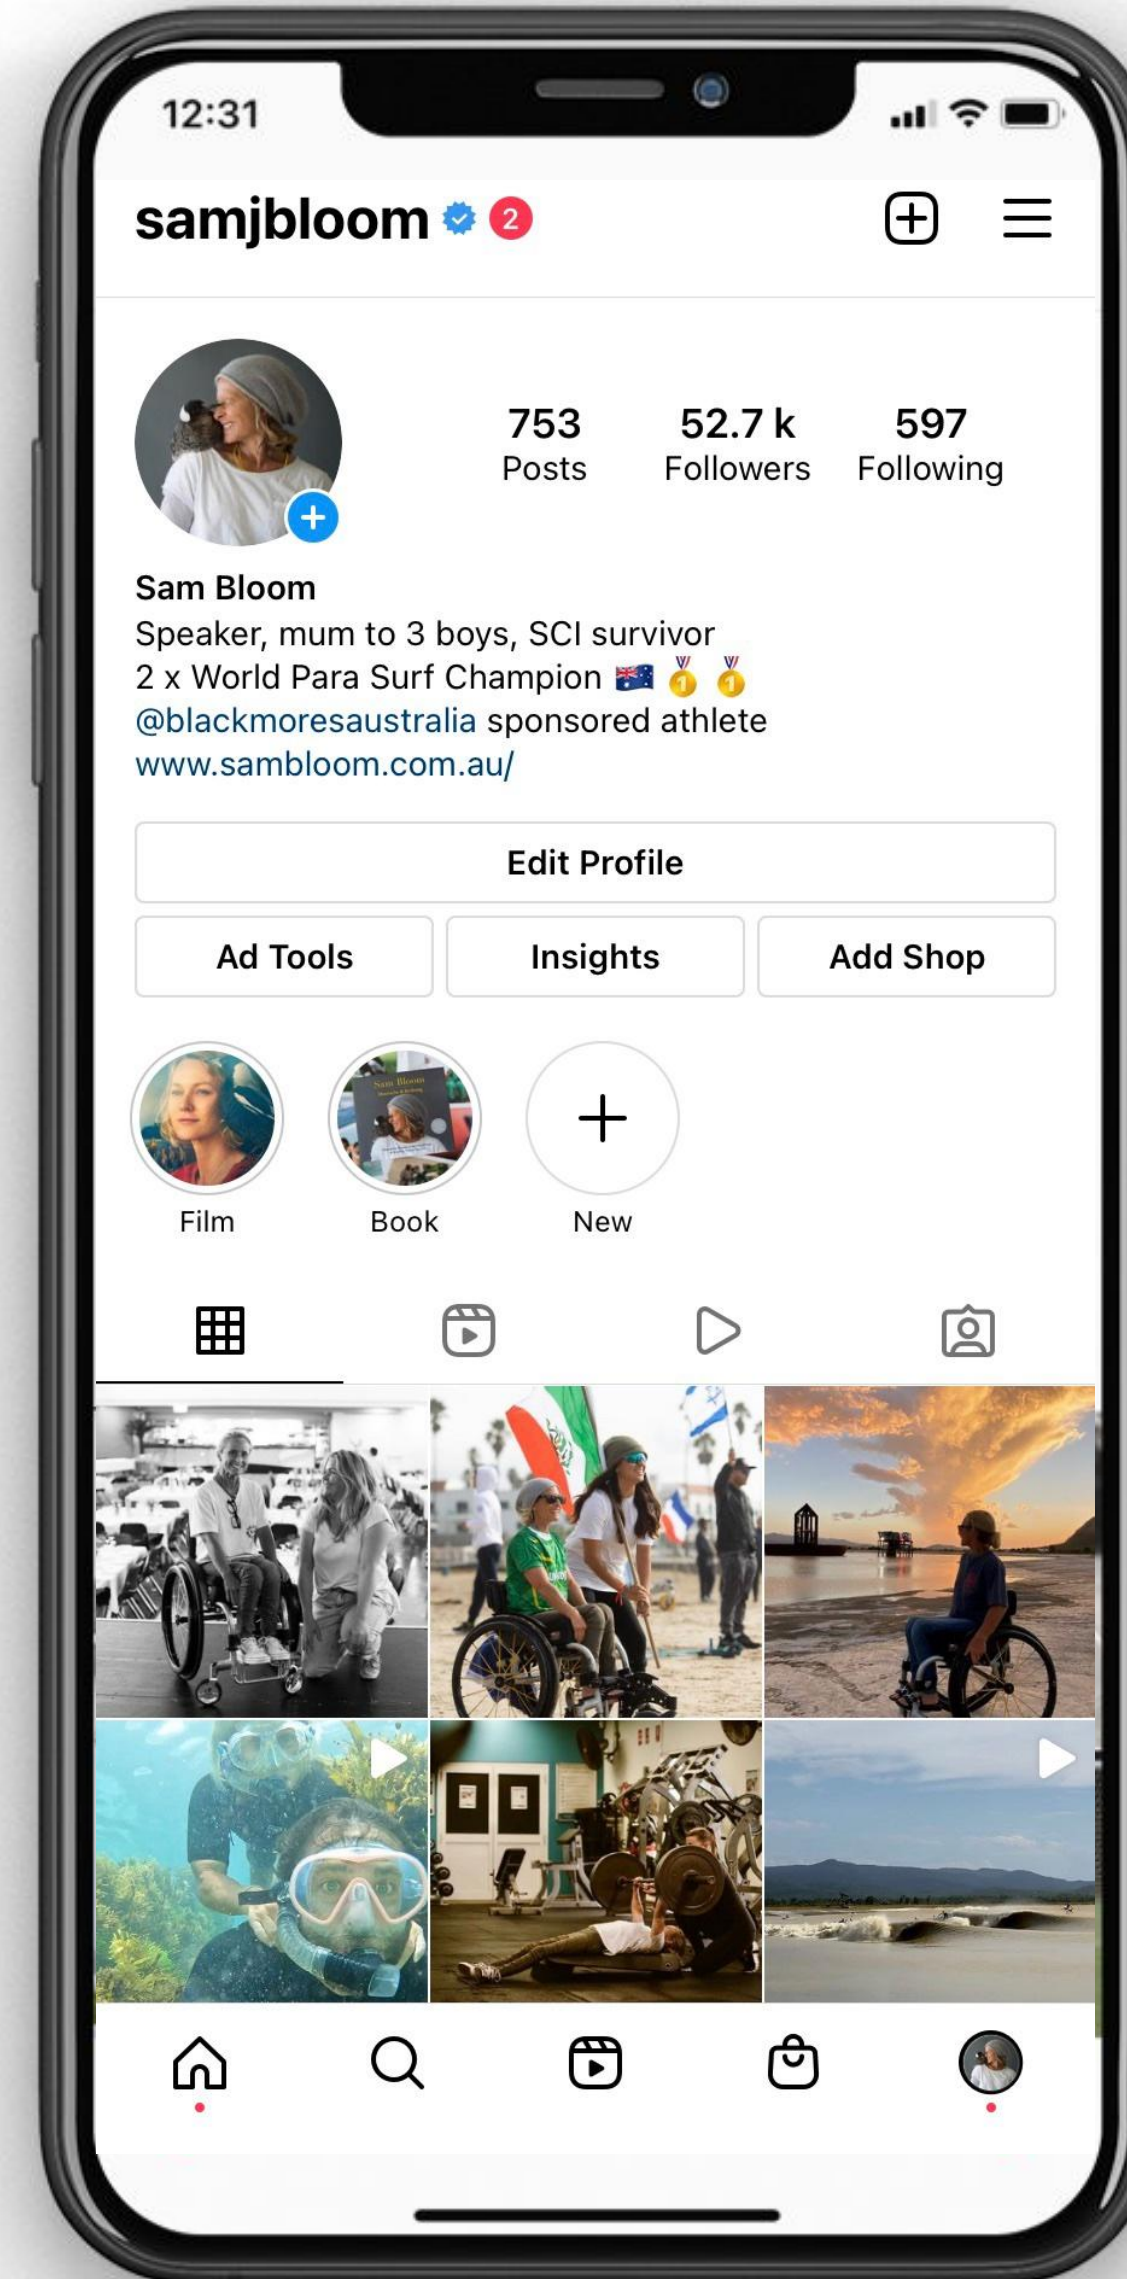 12:31
samjbloom 2
753 52.7 k 597
Posts Followers Following
Sam Bloom
Speaker, mum to 3 boys, SCI survivor
2 x World Para Surf Champion 🇦🇺 🥇 🥇
@blackmoresaustralia sponsored athlete
www.sambloom.com.au/
Edit Profile
Ad Tools Insights Add Shop
Sam Bloom
Film Book New